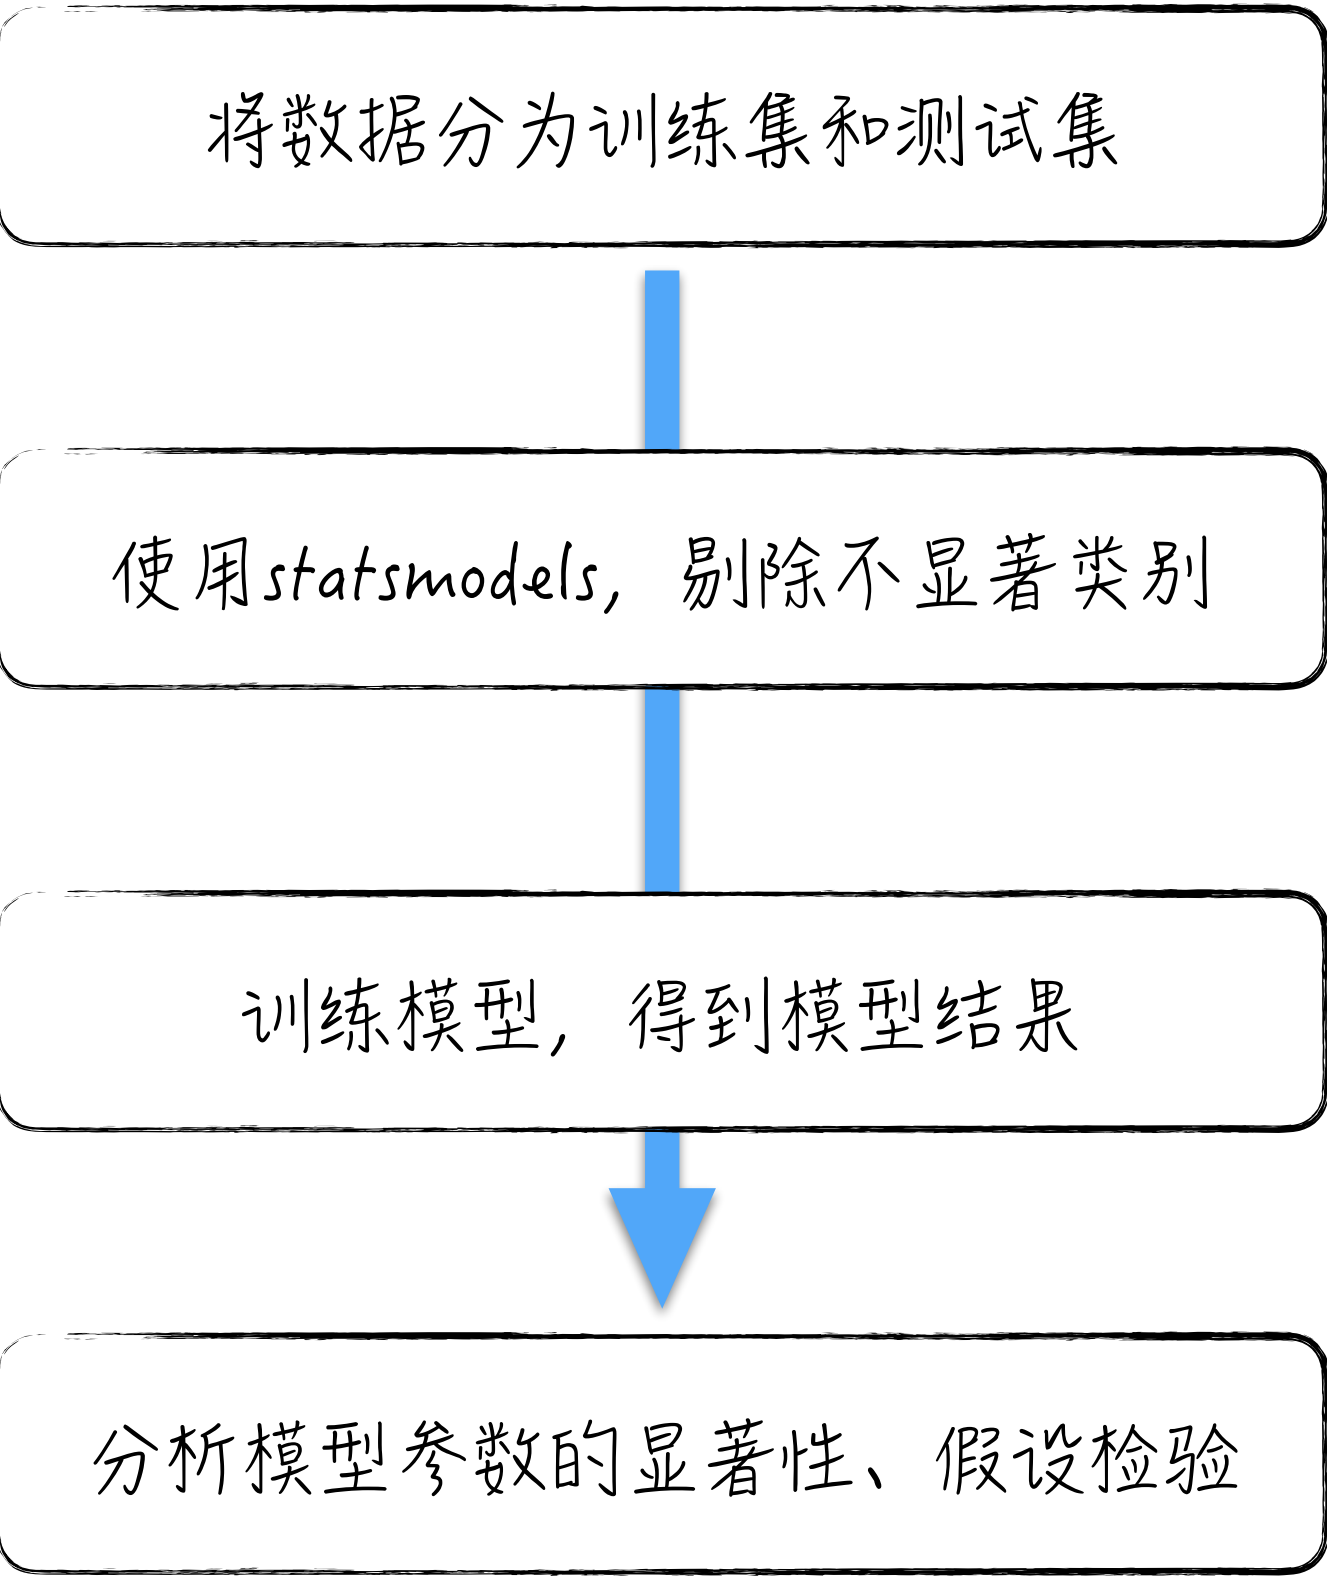 将数据分为训练集和测试集
使用statsmodels，剔除不显著类别
训练模型，得到模型结果
分析模型参数的显著性、假设检验